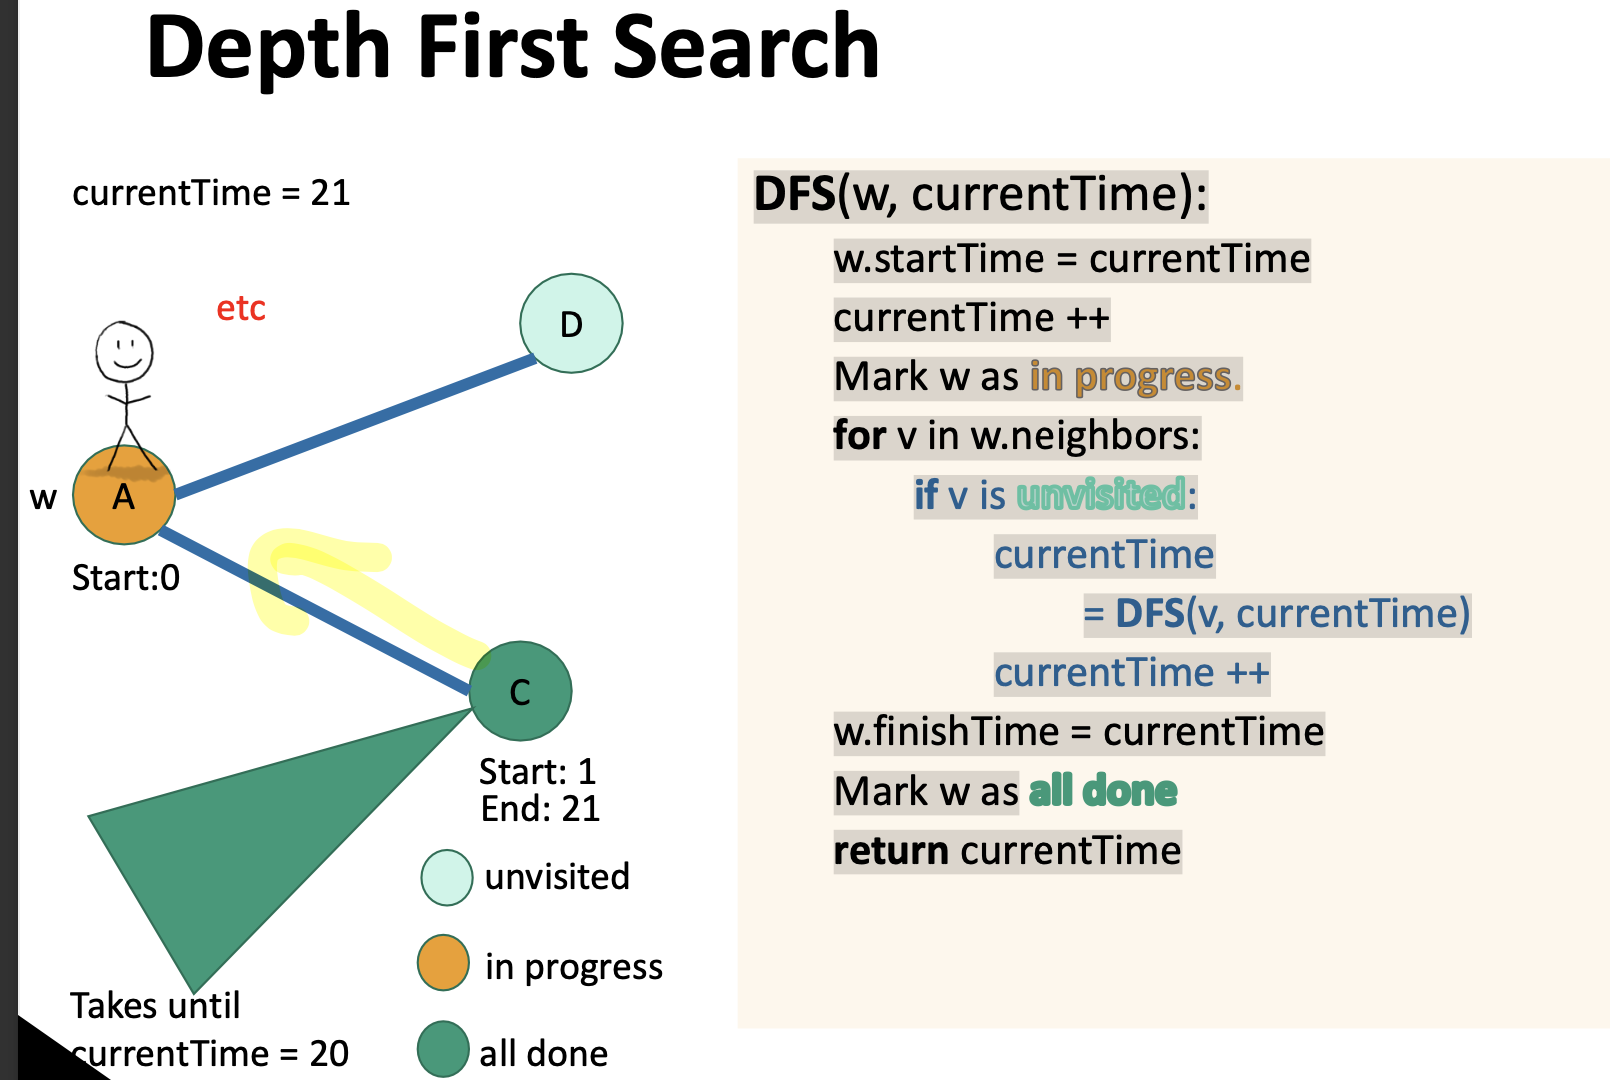 Depth First Search
currentTime = 21
etc
D
A
w
Start:0
C
Start: 1
End: 21
unvisited
in progress
all done
Takes until
currentTime = 20
DFS(w, currentTime):
w.startTime = currentTime
currentTime ++
Mark w as in progress.
for v in w.neighbors:
if v is unvisited:
currentTime
= DFS(v, currentTime)
currentTime ++
w.finishTime = currentTime
Mark w as all done
return currentTime